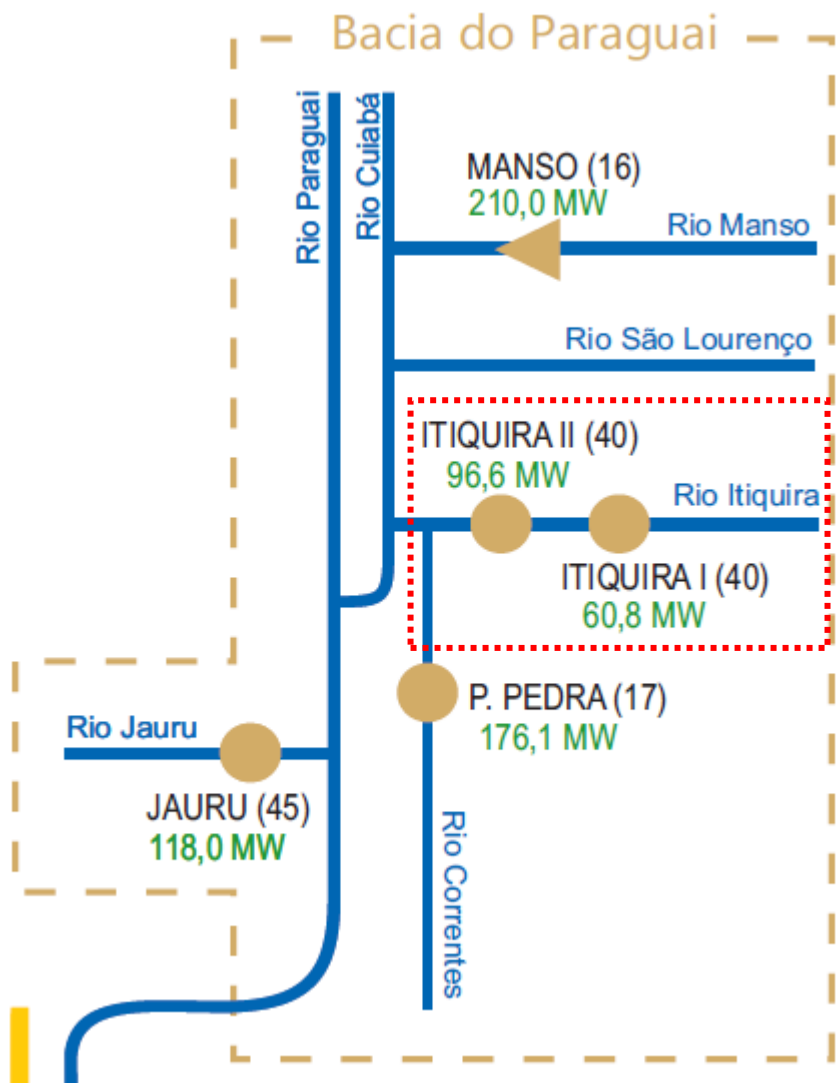 Bacia do Paraguai
Rio Paraguai
Rio Cuiabá
MANSO (16)
210,0 MW
Rio Manso
Rio São Lourenço
ITIQUIRA II (40)
96,6 MW
Rio Itiquira
ITIQUIRA I (40)
60,8 MW
P. PEDRA (17)
176,1 MW
Rio Jauru
JAURU (45)
118,0 MW
Rio Correntes